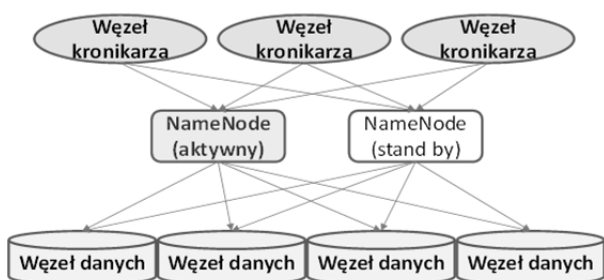 Węzeł Węzeł Węzeł
kronikarza kronikarza kronikarza
NameNode NameNode
(aktywny) (stand by)
Węzeł danych Węzeł danych Węzeł danych Węzeł danych